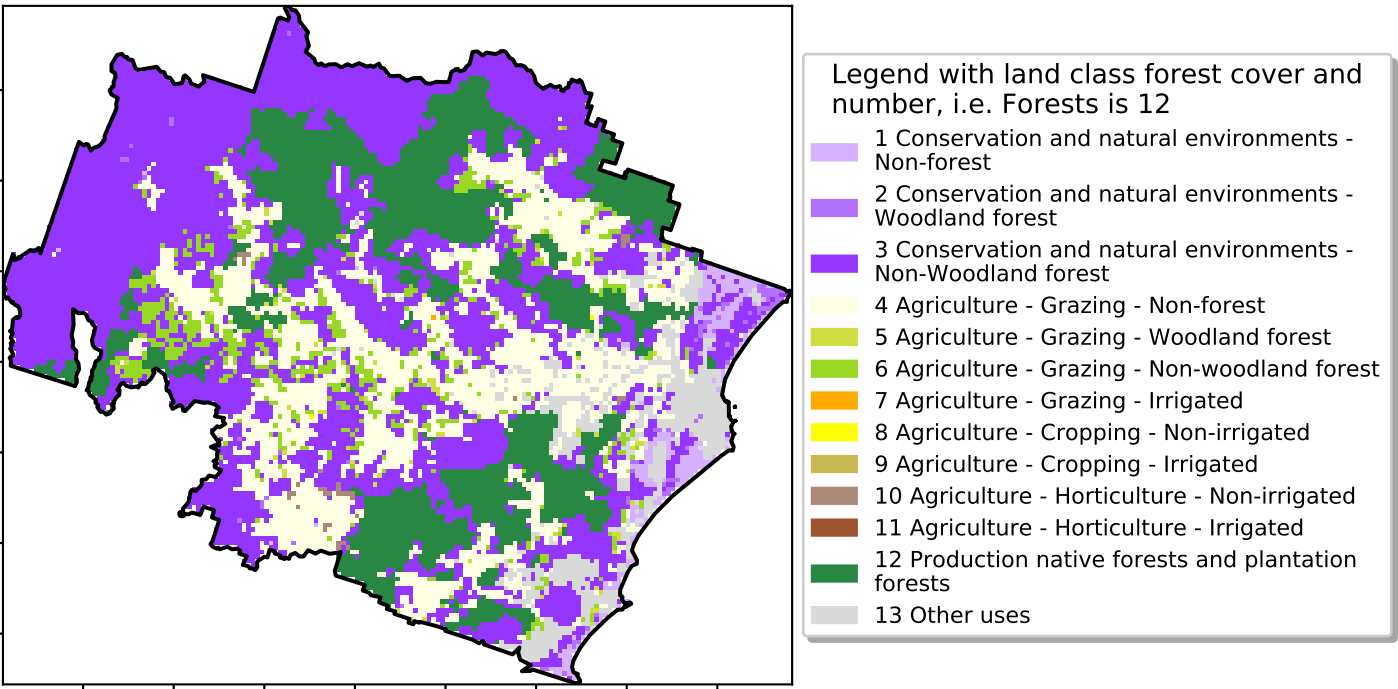 Legend with land class forest cover and
number, i.e. Forests is 12
1 Conservation and natural environments -
Non-forest
2 Conservation and natural environments -
Woodland forest
3 Conservation and natural environments -
Non-Woodland forest
4 Agriculture - Grazing - Non-forest
5 Agriculture - Grazing - Woodland forest
6 Agriculture - Grazing - Non-woodland forest
7 Agriculture - Grazing - Irrigated
8 Agriculture - Cropping - Non-irrigated
9 Agriculture - Cropping - Irrigated
10 Agriculture - Horticulture - Non-irrigated
11 Agriculture - Horticulture - Irrigated
12 Production native forests and plantation
forests
13 Other uses